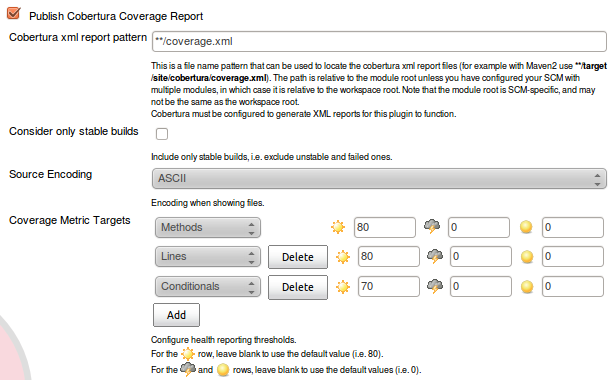 Publish Cobertura Coverage Report
Cobertura xml report pattern
**/coverage.xml
This is a file name pattern that can be used to locate the cobertura xml report files (for example with Maven2 use **/target
/site/cobertura/coverage.xml). The path is relative to the module root unless you have configured your SCM with
multiple modules, in which case it is relative to the workspace root. Note that the module root is SCM-specific, and may
not be the same as the workspace root.
Cobertura must be configured to generate XML reports for this plugin to function.
Consider only stable builds
Include only stable builds, i.e. exclude unstable and failed ones.
Source Encoding
ASCII
Encoding when showing files.
Coverage Metric Targets
Methods 80 0 0
Lines Delete 80 0 0
Conditionals Delete 70 0 0
Add
Configure health reporting thresholds.
For the row, leave blank to use the default value (i.e. 80).
For the and rows, leave blank to use the default values (i.e. 0).